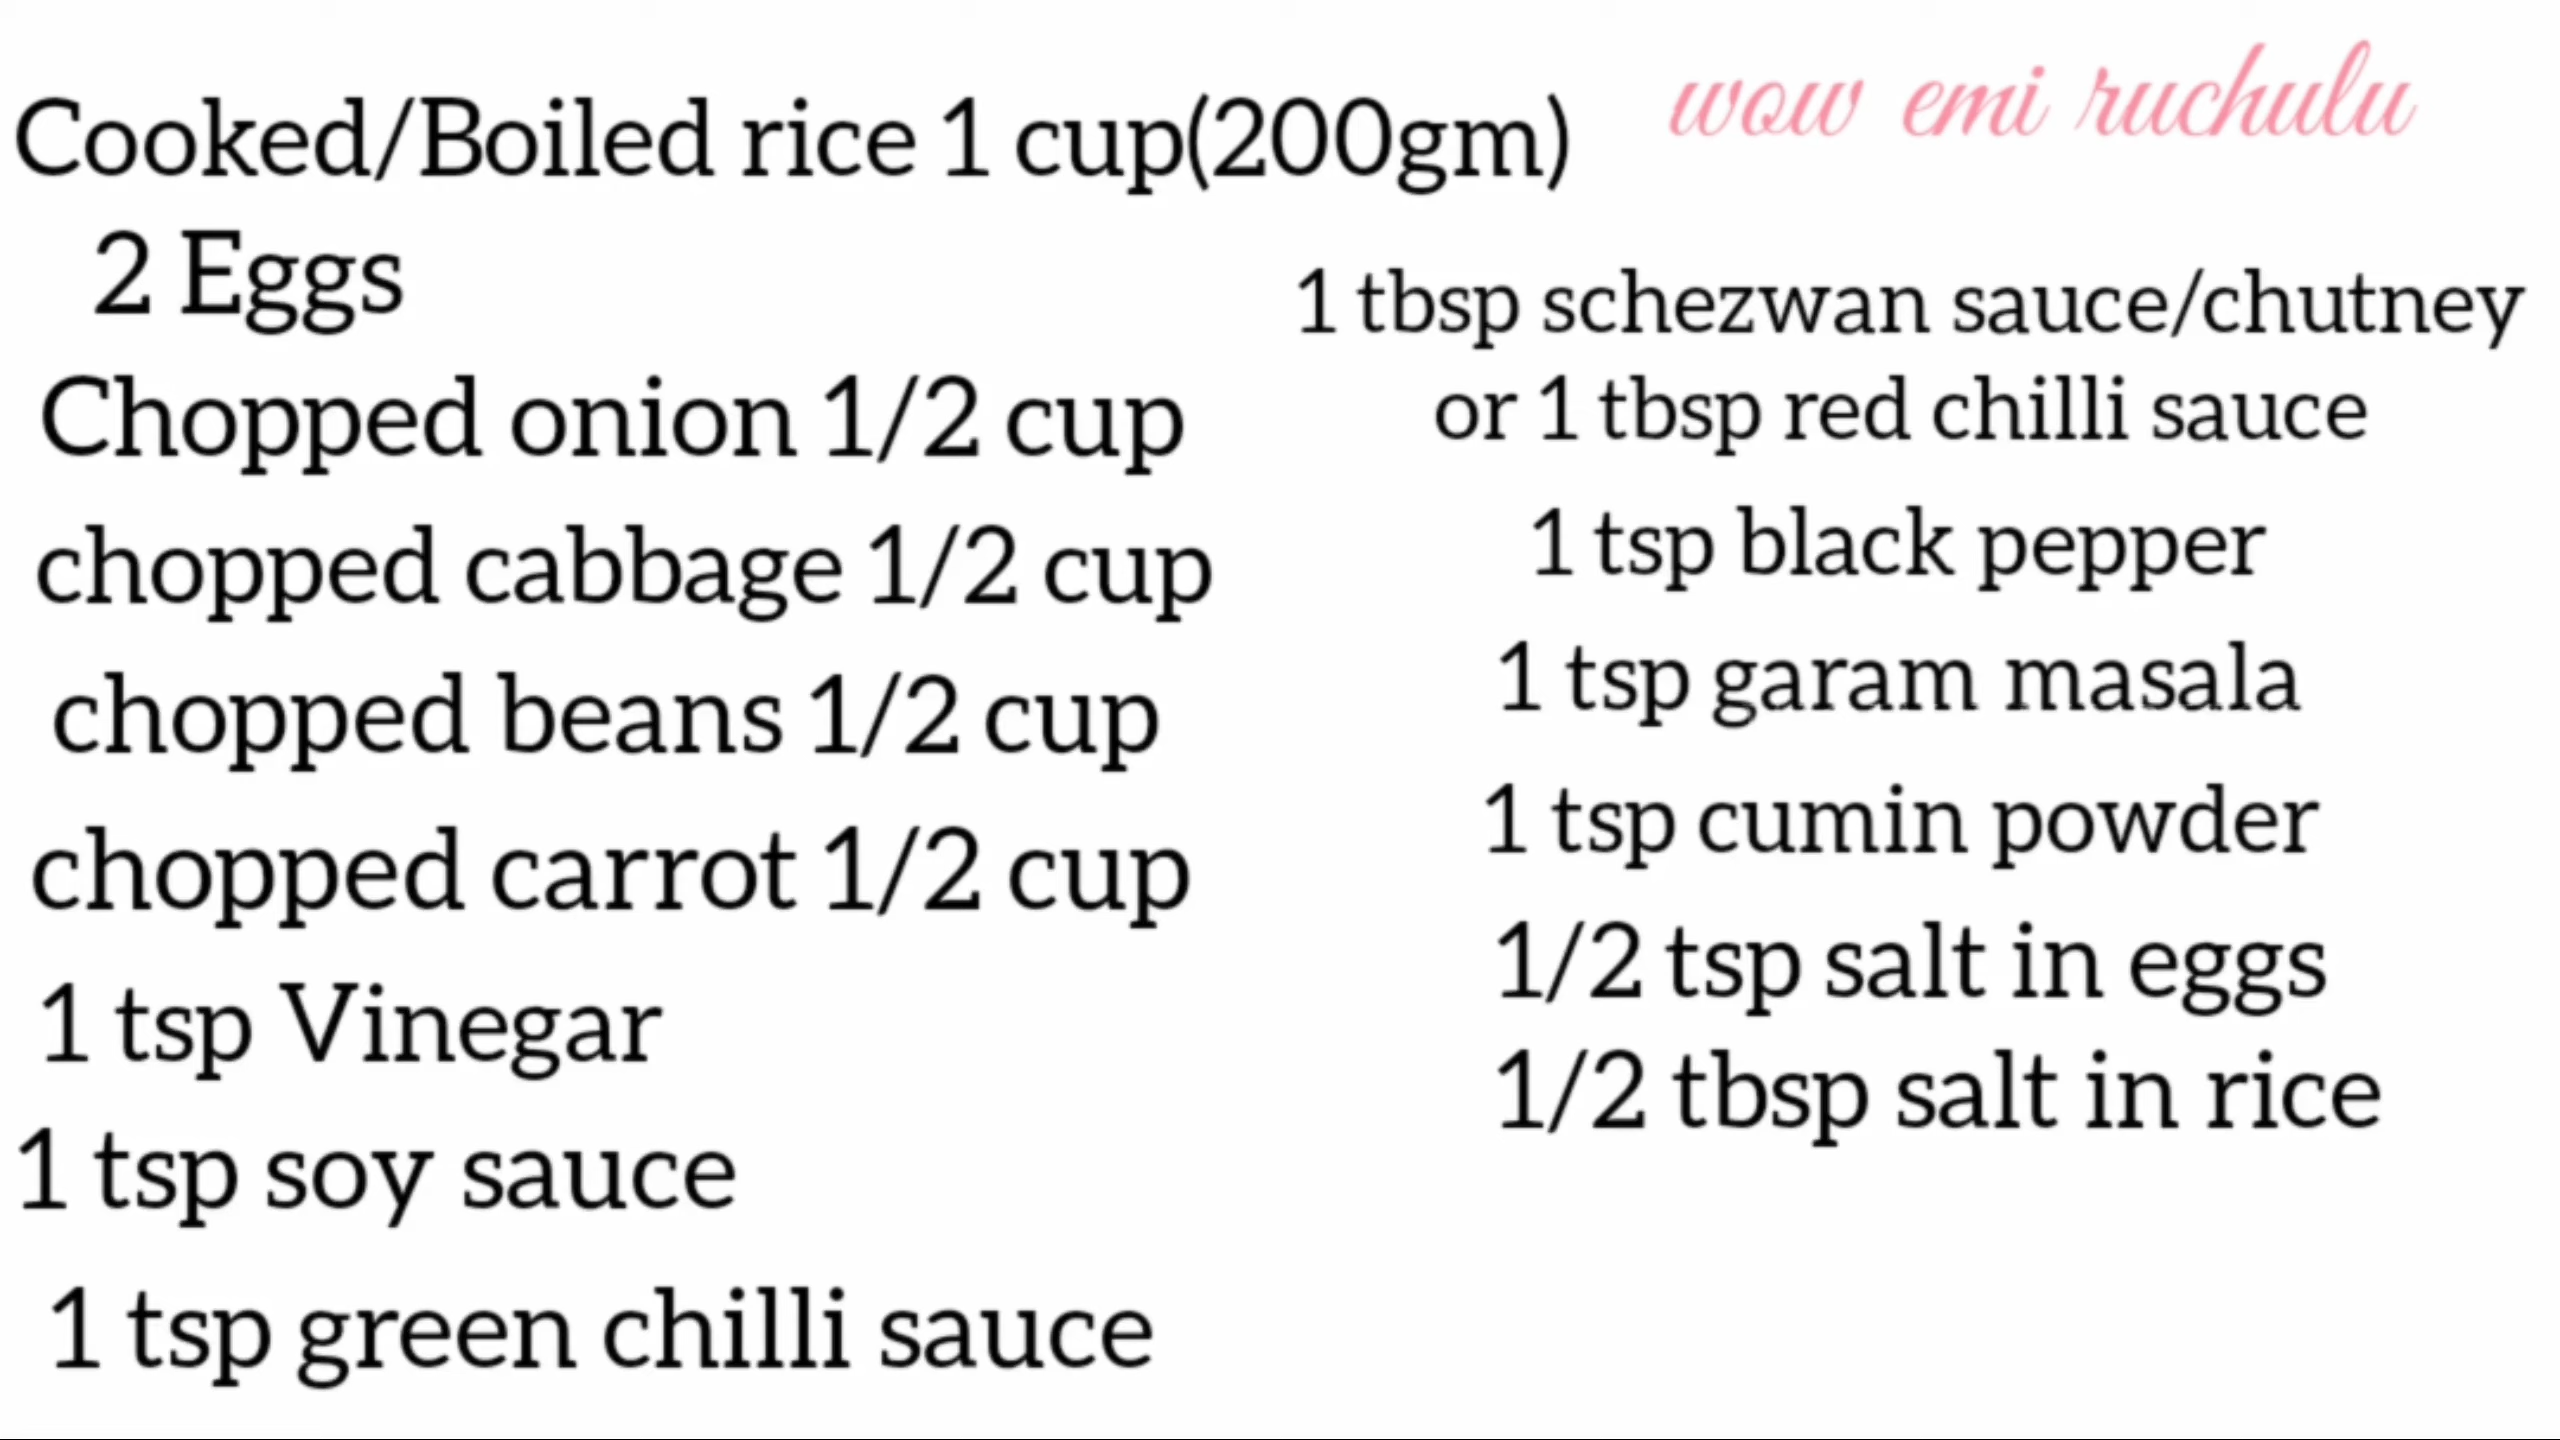 Cooked/Boiled rice 1 cup(200gm)
2 Eggs
Chopped onion 1/2 cup
chopped cabbage 1/2 cup
chopped beans 1/2 cup
chopped carrot 1/2 cup
1 tsp Vinegar
1 tsp soy sauce
1 tsp green chilli sauce
wow emi ruchulu
1 tbsp schezwan sauce/chutney
or 1 tbsp red chilli sauce
1 tsp black pepper
1 tsp garam masala
1 tsp cumin powder
1/2 tsp salt in eggs
1/2 tbsp salt in rice